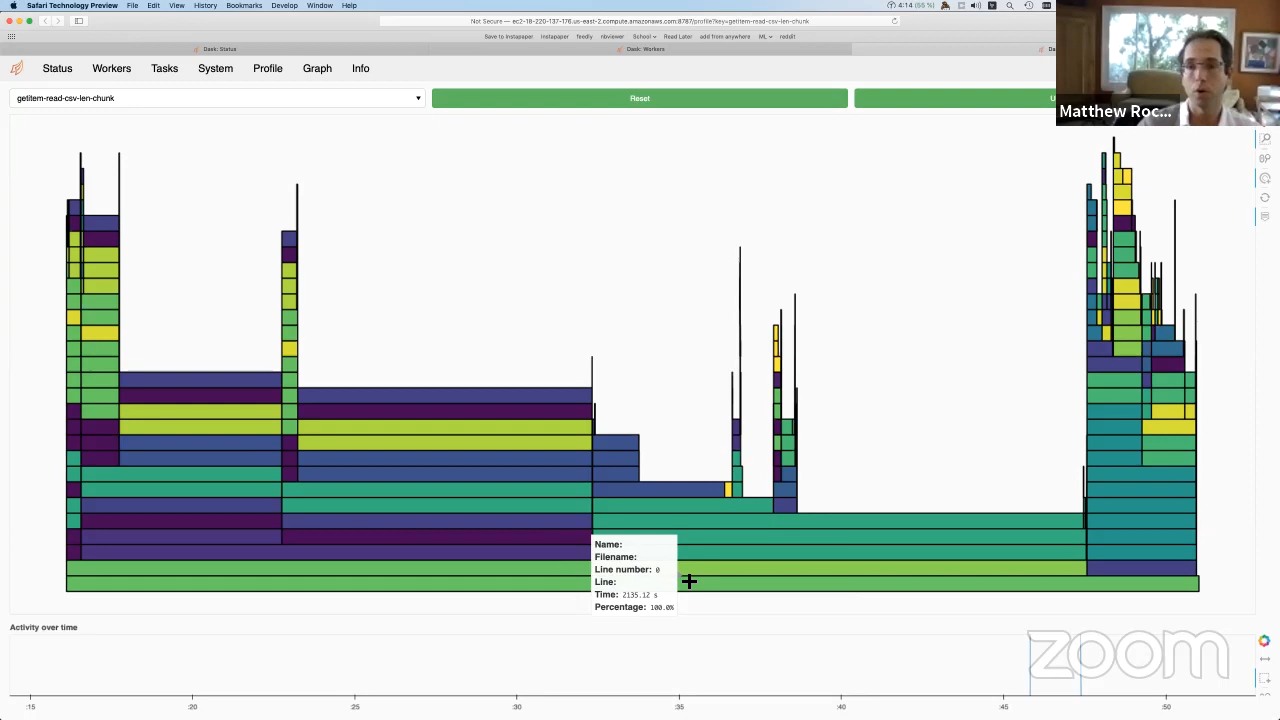 Safari Technology Preview File Edit View History Bookmarks Develop Window Help
4:14 (55 %)
Not Secure — ec2-18-220-137-176.us-east-2.compute.amazonaws.com:8787/profile?key=getitem-read-csv-len-chunk
Save to Instapaper Instapaper feedly nbviewer School Read Later add from anywhere ML reddit
Dask: Status Dask: Workers
Status Workers Tasks System Profile Graph Info
getitem-read-csv-len-chunk Reset
Matthew Roc...
Name:
Filename:
Line number: 0
Line:
Time: 2135.12 s
Percentage: 100.0%
Activity over time
zoom
:15 :20 :25 :30 :35 :40 :45 :50